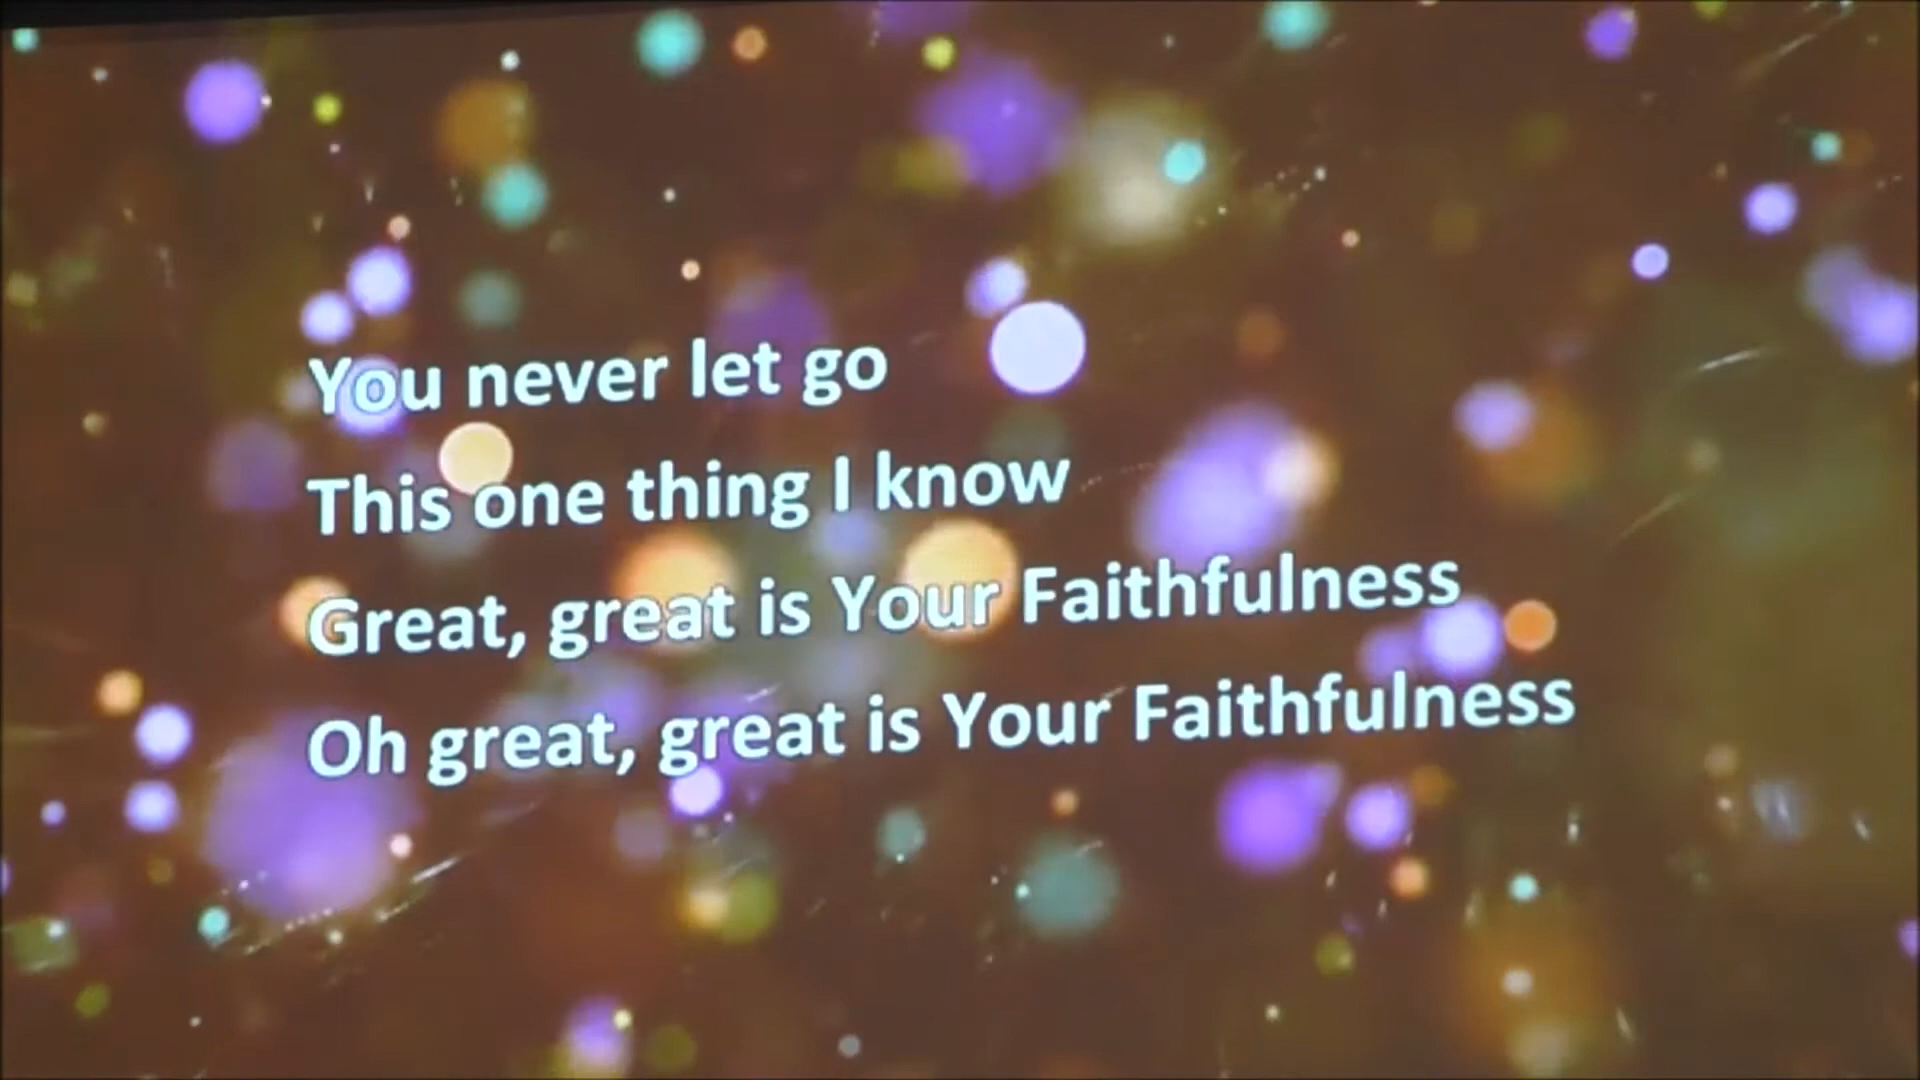 You never let go
This one thing I know
Great, great is Your Faithfulness
Oh great, great is Your Faithfulness